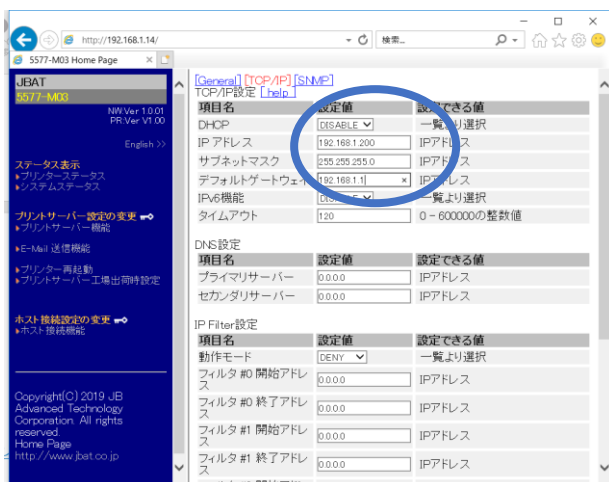 http://192.168.1.14/
検索...
5577-M03 Home Page
JBAT
5577-M03
NW:Ver 1.0.01
PR:Ver V1.00
English >>
ステータス表示
プリンターステータス
システムステータス
プリントサーバー設定の変更
プリントサーバー機能
E-Mail 送信機能
プリンター再起動
プリントサーバー工場出荷時設定
ホスト接続設定の変更
ホスト接続機能
Copyright(C) 2019 JB
Advanced Technology
Corporation. All rights
reserved.
Home Page
http://www.jbat.co.jp
[General] [TCP/IP] [SNMP]
TCP/IP設定 [ help ]
項目名 設定値 設定できる値
DHCP DISABLE 一覧より選択
IP アドレス 192.168.1.200 IPアドレス
サブネットマスク 255.255.255.0 IPアドレス
デフォルトゲートウェイ 192.168.1.1 × IPアドレス
IPv6機能 一覧より選択
タイムアウト 120 0 - 600000の整数値
DNS設定
項目名 設定値 設定できる値
プライマリサーバー 0.0.0.0 IPアドレス
セカンダリサーバー 0.0.0.0 IPアドレス
IP Filter設定
項目名 設定値 設定できる値
動作モード DENY 一覧より選択
フィルタ #0 開始アドレ
ス 0.0.0.0 IPアドレス
フィルタ #0 終了アドレ
ス 0.0.0.0 IPアドレス
フィルタ #1 開始アドレ
ス 0.0.0.0 IPアドレス
フィルタ #1 終了アドレ
ス 0.0.0.0 IPアドレス